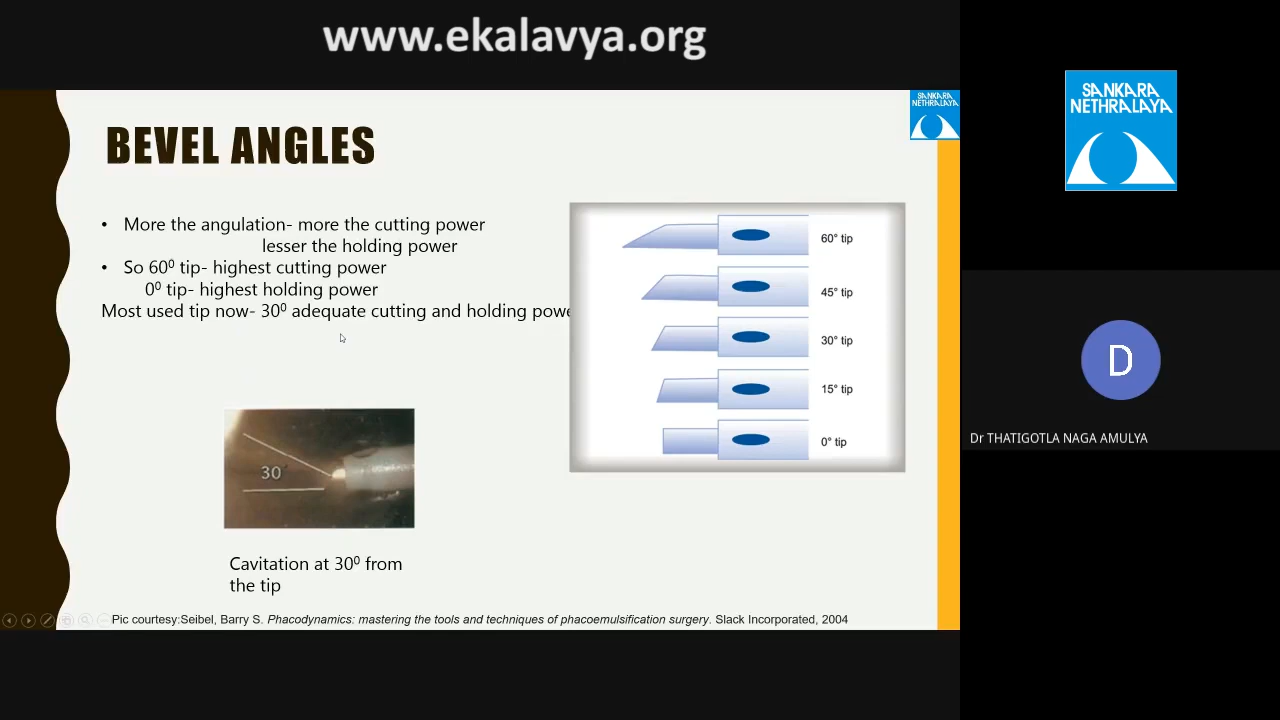 www.ekalavya.org
SANKARA
NETHRALAYA
BEVEL ANGLES
• More the angulation- more the cutting power
lesser the holding power
• So 60⁰ tip- highest cutting power
0⁰ tip- highest holding power
Most used tip now- 30⁰ adequate cutting and holding powe
60° tip
45° tip
30° tip
15° tip
0° tip
30°
Cavitation at 30⁰ from
the tip
Pic courtesy:Seibel, Barry S. Phacodynamics: mastering the tools and techniques of phacoemulsification surgery. Slack Incorporated, 2004
SANKARA
NETHRALAYA
D
Dr THATIGOTLA NAGA AMULYA